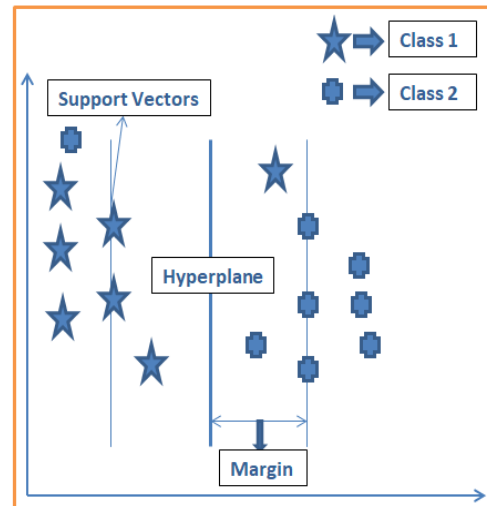 Class 1
Class 2
Support Vectors
Hyperplane
Margin